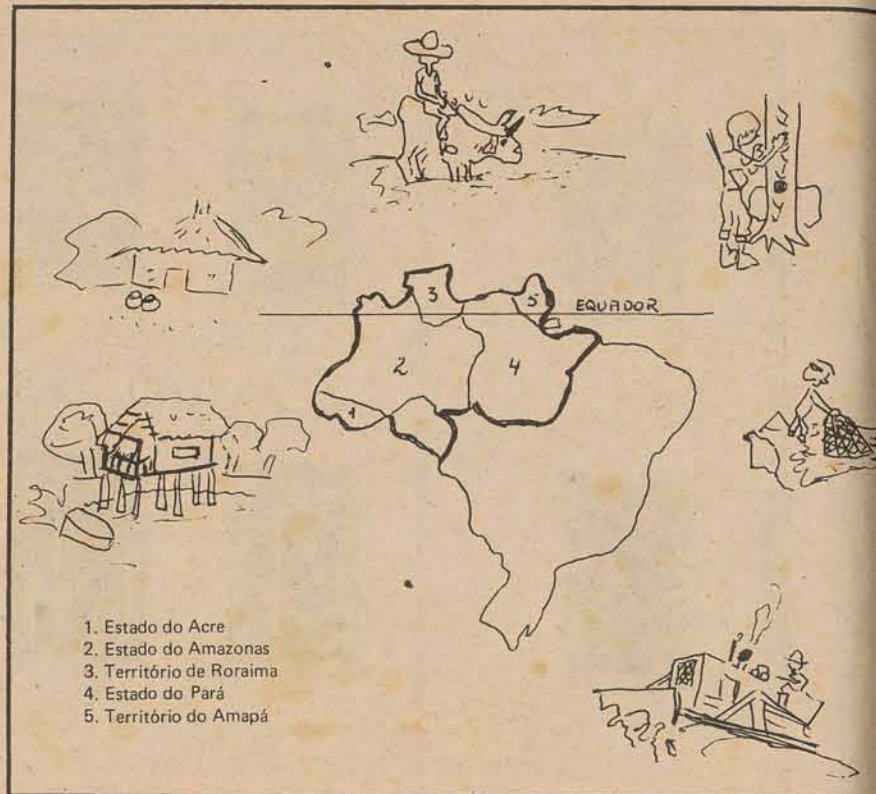 3
5
EQUADOR
2
4
1
1. Estado do Acre
2. Estado do Amazonas
3. Território de Roraima
4. Estado do Pará
5. Território do Amapá